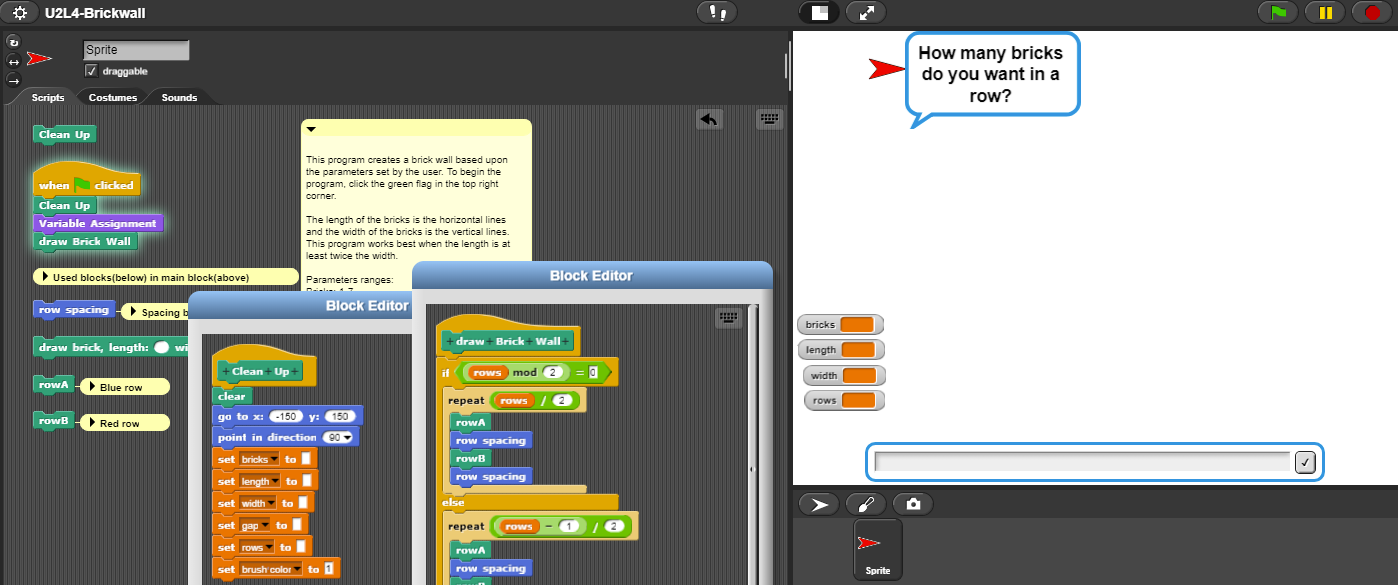 U2L4-Brickwall
Sprite
draggable
Scripts Costumes Sounds
Clean Up
when clicked
Clean Up
Variable Assignment
draw Brick Wall
Used blocks(below) in main block(above)
row spacing
Spacing b
draw brick, length: wi
rowA
Blue row
rowB
Red row
This program creates a brick wall based upon
the parameters set by the user. To begin the
program, click the green flag in the top right
corner.
The length of the bricks is the horizontal lines
and the width of the bricks is the vertical lines.
This program works best when the length is at
least twice the width.
Parameters ranges:
Block Editor
Clean Up
clear
go to x: -150 y: 150
point in direction 90
set bricks to
set length to
set width to
set gap to
set rows to
set brush color to 1
Block Editor
+ draw + Brick + Wall +
if rows mod 2 = 0
repeat rows / 2
rowA
row spacing
rowB
row spacing
else
repeat rows - 1 / 2
rowA
row spacing
How many bricks
do you want in a
row?
bricks
length
width
rows
Sprite